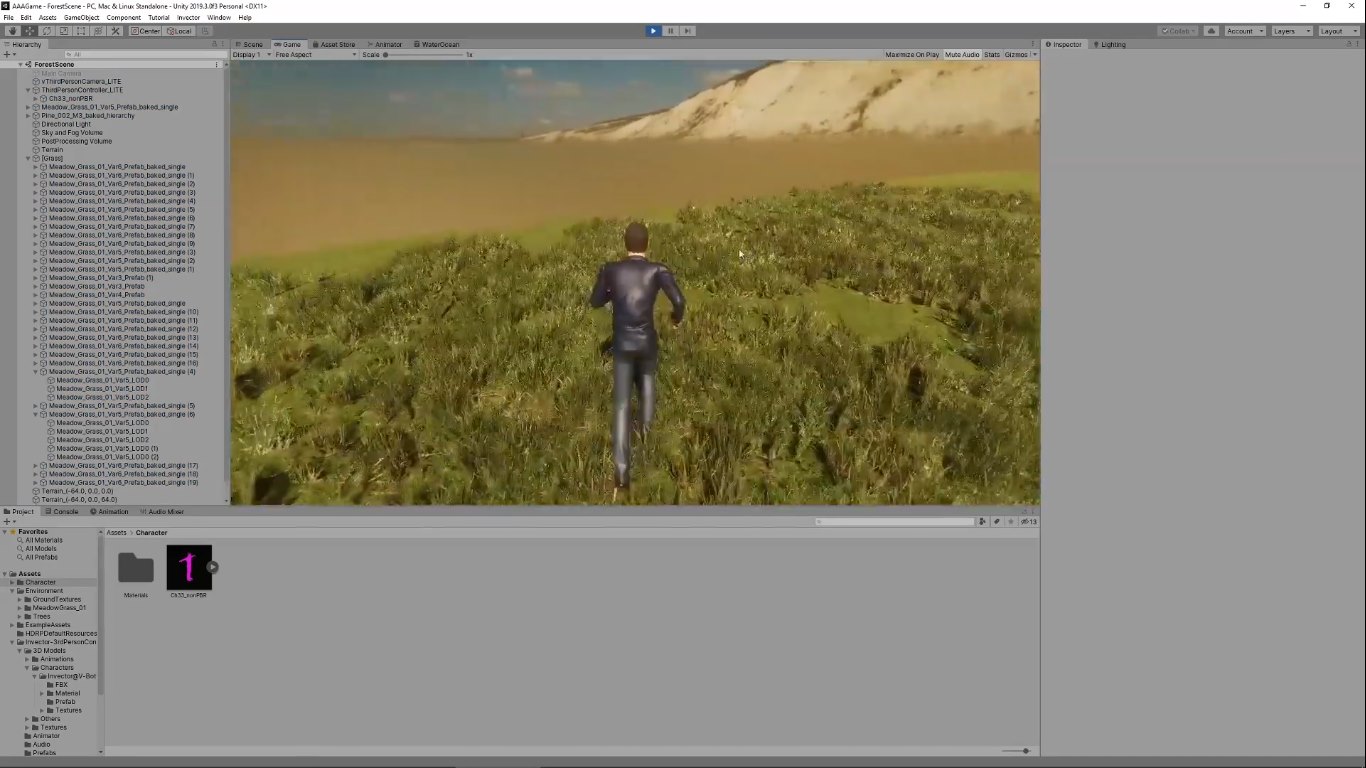 AAAGame - ForestScene - PC, Mac & Linux Standalone - Unity 2019.3.0f3 Personal <DX11>
File Edit Assets GameObject Component Tutorial Invector Window Help
Center Local Collab Account Layers Layout
Hierarchy Scene Game Asset Store Animator WaterOcean Inspector Lighting
All Display 1 Free Aspect Scale 1x Maximize On Play Mute Audio Stats Gizmos
ForestScene
Main Camera
vThirdPersonCamera_LITE
ThirdPersonController_LITE
Ch33_nonPBR
Meadow_Grass_01_Var5_Prefab_baked_single
Pine_002_M3_baked_hierarchy
Directional Light
Sky and Fog Volume
PostProcessing Volume
Terrain
[Grass]
Meadow_Grass_01_Var6_Prefab_baked_single
Meadow_Grass_01_Var6_Prefab_baked_single (1)
Meadow_Grass_01_Var6_Prefab_baked_single (2)
Meadow_Grass_01_Var6_Prefab_baked_single (3)
Meadow_Grass_01_Var6_Prefab_baked_single (4)
Meadow_Grass_01_Var6_Prefab_baked_single (5)
Meadow_Grass_01_Var6_Prefab_baked_single (6)
Meadow_Grass_01_Var6_Prefab_baked_single (7)
Meadow_Grass_01_Var6_Prefab_baked_single (8)
Meadow_Grass_01_Var6_Prefab_baked_single (9)
Meadow_Grass_01_Var5_Prefab_baked_single (3)
Meadow_Grass_01_Var5_Prefab_baked_single (2)
Meadow_Grass_01_Var5_Prefab_baked_single (1)
Meadow_Grass_01_Var3_Prefab (1)
Meadow_Grass_01_Var3_Prefab
Meadow_Grass_01_Var4_Prefab
Meadow_Grass_01_Var5_Prefab_baked_single
Meadow_Grass_01_Var6_Prefab_baked_single (10)
Meadow_Grass_01_Var6_Prefab_baked_single (11)
Meadow_Grass_01_Var6_Prefab_baked_single (12)
Meadow_Grass_01_Var6_Prefab_baked_single (13)
Meadow_Grass_01_Var6_Prefab_baked_single (14)
Meadow_Grass_01_Var6_Prefab_baked_single (15)
Meadow_Grass_01_Var6_Prefab_baked_single (16)
Meadow_Grass_01_Var5_Prefab_baked_single (4)
Meadow_Grass_01_Var5_LOD0
Meadow_Grass_01_Var5_LOD1
Meadow_Grass_01_Var5_LOD2
Meadow_Grass_01_Var5_Prefab_baked_single (5)
Meadow_Grass_01_Var5_Prefab_baked_single (6)
Meadow_Grass_01_Var5_LOD0
Meadow_Grass_01_Var5_LOD1
Meadow_Grass_01_Var5_LOD2
Meadow_Grass_01_Var5_LOD0 (1)
Meadow_Grass_01_Var5_LOD0 (2)
Meadow_Grass_01_Var6_Prefab_baked_single (17)
Meadow_Grass_01_Var6_Prefab_baked_single (18)
Meadow_Grass_01_Var6_Prefab_baked_single (19)
Terrain_(-64.0, 0.0, 0.0)
Terrain_(-64.0, 0.0, 64.0)
Project Console Animation Audio Mixer
13
Favorites
All Materials
All Models
All Prefabs
Assets
Character
Environment
GroundTextures
MeadowGrass_01
Trees
ExampleAssets
HDRPDefaultResources
Invector-3rdPersonCon
3D Models
Animations
Characters
Invector@V-Bot
FBX
Material
Prefab
Textures
Others
Textures
Animator
Audio
Prefabs
Assets > Character
Materials Ch33_nonPBR